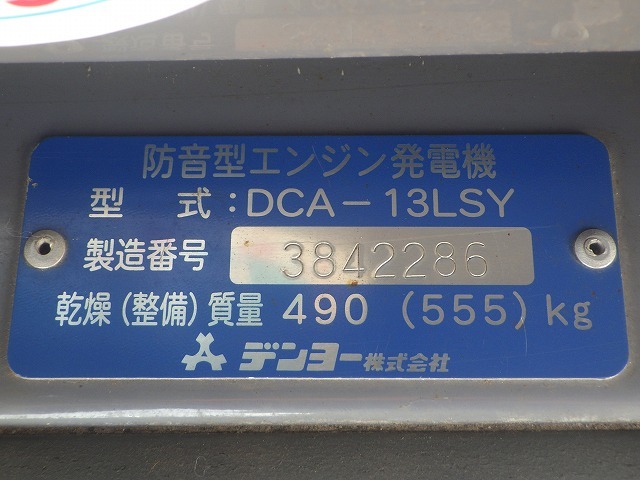 防音型エンジン発電機
型 式：DCA－13LSY
製造番号 3842286
乾燥（整備）質量 490 （555）kg
デンヨー株式会社